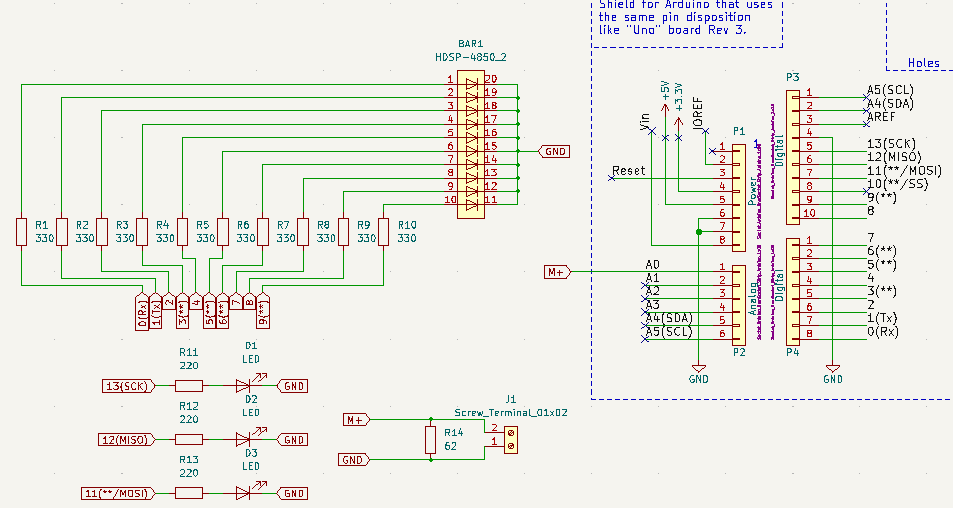 Shield for Arduino that uses
the same pin disposition
like "Uno" board Rev 3.
Holes
BAR1
HDSP-4850_2
1 20
2 19
3 18
4 17
5 16
6 15
7 14
8 13
9 12
10 11
GND
R1 330
R2 330
R3 330
R4 330
R5 330
R6 330
R7 330
R8 330
R9 330
R10 330
0(Rx)
1(Tx)
2
3(**)
4
5(**)
6(**)
7
8
9(**)
R11
220
D1
LED
13(SCK)
GND
R12
220
D2
LED
12(MISO)
GND
R13
220
D3
LED
11(**/MOSI)
GND
M+
GND
R14
62
J1
Screw_Terminal_01x02
2
1
Vin
+5V
+3.3V
IOREF
Reset
P1
1
1
2
3
4
5
6
7
8
Power
M+
A0
A1
A2
A3
A4(SDA)
A5(SCL)
1
2
3
4
5
6
Analog
P2
GND
P3
Digital
1
2
3
4
5
6
7
8
9
10
A5(SCL)
A4(SDA)
AREF
13(SCK)
12(MISO)
11(**/MOSI)
10(**/SS)
9(**)
8
Digital
1
2
3
4
5
6
7
8
7
6(**)
5(**)
4
3(**)
2
1(Tx)
0(Rx)
P4
GND